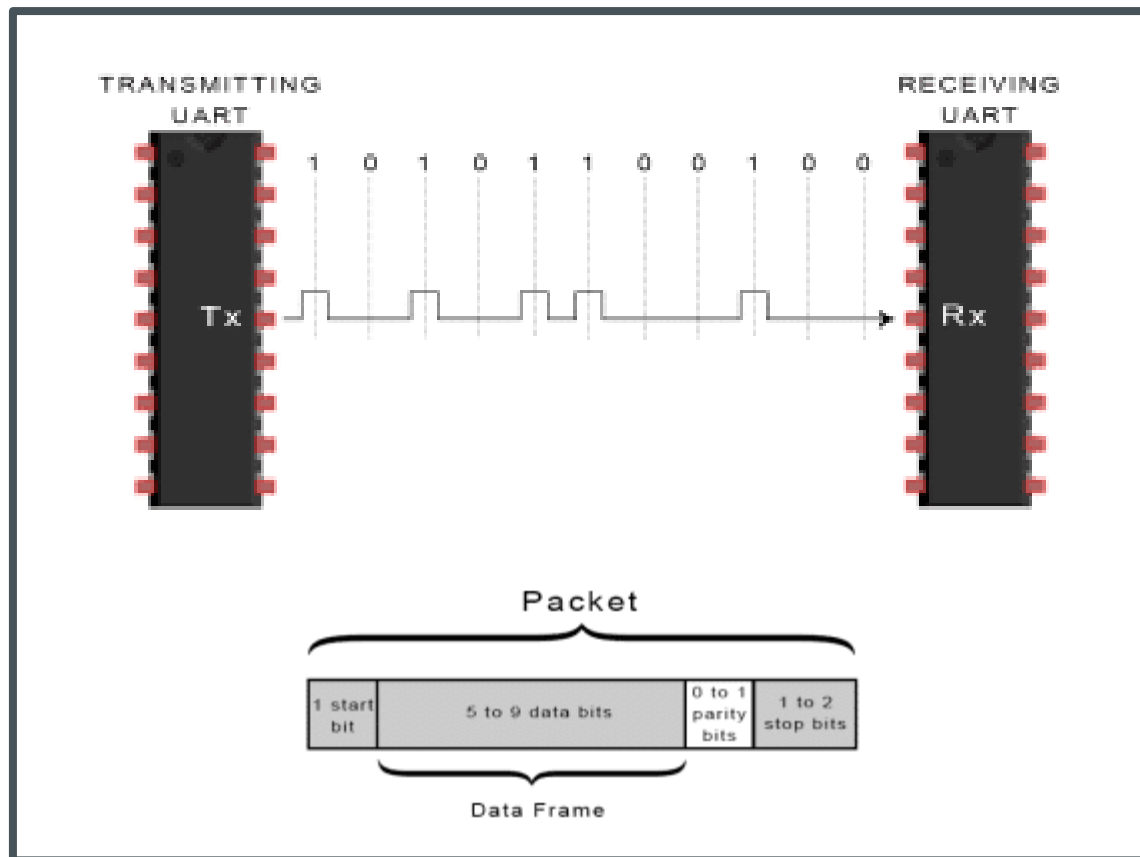 TRANSMITTING
UART
RECEIVING
UART
1 0 1 0 1 1 0 0 1 0 0
Tx
Rx
Packet
1 start
bit
5 to 9 data bits
0 to 1
parity
bits
1 to 2
stop bits
Data Frame